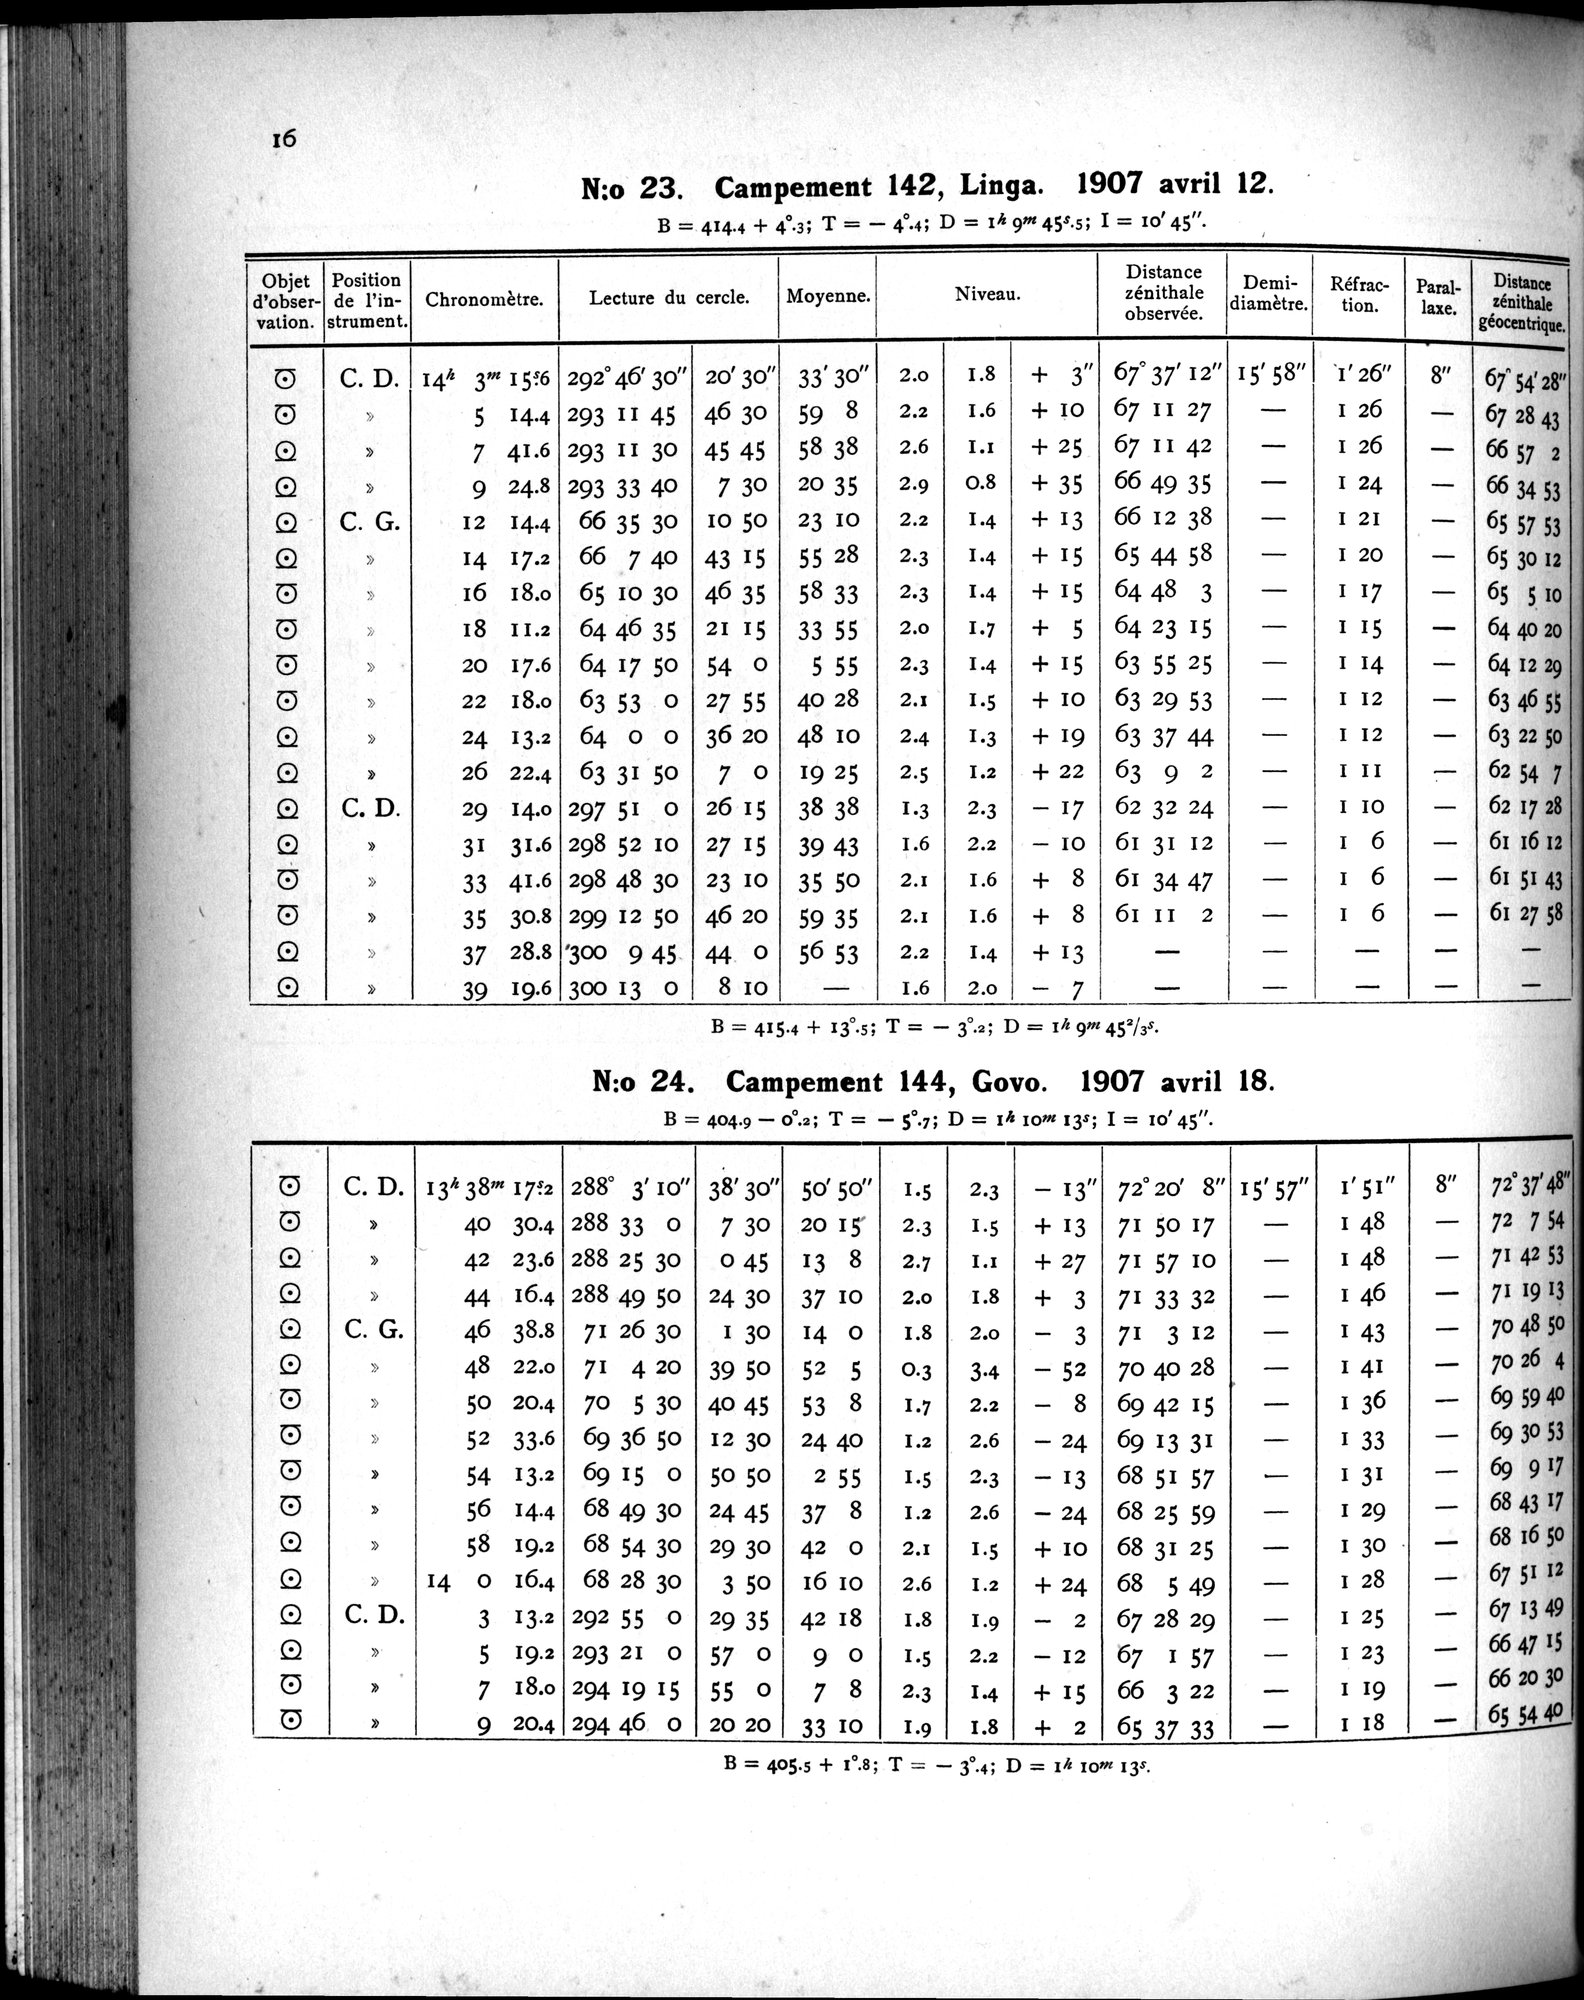 16
N:o 23. Campement 142, Linga. 1907 avril 12.
B = 414.4 + 4°.3; T = — 4°.4; D = 1h 9m 45s.5; I = 10′ 45″.
Objet d'obser-vation. Position de l'in-strument. Chronomètre. Lecture du cercle. Moyenne. Niveau. Distance zénithale observée. Demi-diamètre. Réfrac-tion. Paral-laxe. Distance zénithale géocentrique.
C. D. 14h 3m 15s.6 292° 46′ 30″ 20′ 30″ 33′ 30″ 2.0 1.8 + 3″ 67° 37′ 12″ 15′ 58″ 1′ 26″ 8″ 67° 54′ 28″
» 5 14.4 293 11 45 46 30 59 8 2.2 1.6 + 10 67 11 27 — 1 26 — 67 28 43
» 7 41.6 293 11 30 45 45 58 38 2.6 1.1 + 25 67 11 42 — 1 26 — 66 57 2
» 9 24.8 293 33 40 7 30 20 35 2.9 0.8 + 35 66 49 35 — 1 24 — 66 34 53
C. G. 12 14.4 66 35 30 10 50 23 10 2.2 1.4 + 13 66 12 38 — 1 21 — 65 57 53
» 14 17.2 66 7 40 43 15 55 28 2.3 1.4 + 15 65 44 58 — 1 20 — 65 30 12
» 16 18.0 65 10 30 46 35 58 33 2.3 1.4 + 15 64 48 3 — 1 17 — 65 5 10
» 18 11.2 64 46 35 21 15 33 55 2.0 1.7 + 5 64 23 15 — 1 15 — 64 40 20
» 20 17.6 64 17 50 54 0 5 55 2.3 1.4 + 15 63 55 25 — 1 14 — 64 12 29
» 22 18.0 63 53 0 27 55 40 28 2.1 1.5 + 10 63 29 53 — 1 12 — 63 46 55
» 24 13.2 64 0 0 36 20 48 10 2.4 1.3 + 19 63 37 44 — 1 12 — 63 22 50
» 26 22.4 63 31 50 7 0 19 25 2.5 1.2 + 22 63 9 2 — 1 11 — 62 54 7
C. D. 29 14.0 297 51 0 26 15 38 38 1.3 2.3 — 17 62 32 24 — 1 10 — 62 17 28
» 31 31.6 298 52 10 27 15 39 43 1.6 2.2 — 10 61 31 12 — 1 6 — 61 16 12
» 33 41.6 298 48 30 23 10 35 50 2.1 1.6 + 8 61 34 47 — 1 6 — 61 51 43
» 35 30.8 299 12 50 46 20 59 35 2.1 1.6 + 8 61 11 2 — 1 6 — 61 27 58
» 37 28.8 300 9 45 44 0 56 53 2.2 1.4 + 13 — — — — —
» 39 19.6 300 13 0 8 10 — 1.6 2.0 — 7 — — — — —
B = 415.4 + 13°.5; T = — 3°.2; D = 1h 9m 45 2/3s.
N:o 24. Campement 144, Govo. 1907 avril 18.
B = 404.9 — 0°.2; T = — 5°.7; D = 1h 10m 13s; I = 10′ 45″.
C. D. 13h 38m 17s.2 288° 3′ 10″ 38′ 30″ 50′ 50″ 1.5 2.3 — 13″ 72° 20′ 8″ 15′ 57″ 1′ 51″ 8″ 72° 37′ 48″
» 40 30.4 288 33 0 7 30 20 15 2.3 1.5 + 13 71 50 17 — 1 48 — 72 7 54
» 42 23.6 288 25 30 0 45 13 8 2.7 1.1 + 27 71 57 10 — 1 48 — 71 42 53
» 44 16.4 288 49 50 24 30 37 10 2.0 1.8 + 3 71 33 32 — 1 46 — 71 19 13
C. G. 46 38.8 71 26 30 1 30 14 0 1.8 2.0 — 3 71 3 12 — 1 43 — 70 48 50
» 48 22.0 71 4 20 39 50 52 5 0.3 3.4 — 52 70 40 28 — 1 41 — 70 26 4
» 50 20.4 70 5 30 40 45 53 8 1.7 2.2 — 8 69 42 15 — 1 36 — 69 59 40
» 52 33.6 69 36 50 12 30 24 40 1.2 2.6 — 24 69 13 31 — 1 33 — 69 30 53
» 54 13.2 69 15 0 50 50 2 55 1.5 2.3 — 13 68 51 57 — 1 31 — 69 9 17
» 56 14.4 68 49 30 24 45 37 8 1.2 2.6 — 24 68 25 59 — 1 29 — 68 43 17
» 58 19.2 68 54 30 29 30 42 0 2.1 1.5 + 10 68 31 25 — 1 30 — 68 16 50
» 14 0 16.4 68 28 30 3 50 16 10 2.6 1.2 + 24 68 5 49 — 1 28 — 67 51 12
C. D. 3 13.2 292 55 0 29 35 42 18 1.8 1.9 — 2 67 28 29 — 1 25 — 67 13 49
» 5 19.2 293 21 0 57 0 9 0 1.5 2.2 — 12 67 1 57 — 1 23 — 66 47 15
» 7 18.0 294 19 15 55 0 7 8 2.3 1.4 + 15 66 3 22 — 1 19 — 66 20 30
» 9 20.4 294 46 0 20 20 33 10 1.9 1.8 + 2 65 37 33 — 1 18 — 65 54 40
B = 405.5 + 1°.8; T = — 3°.4; D = 1h 10m 13s.